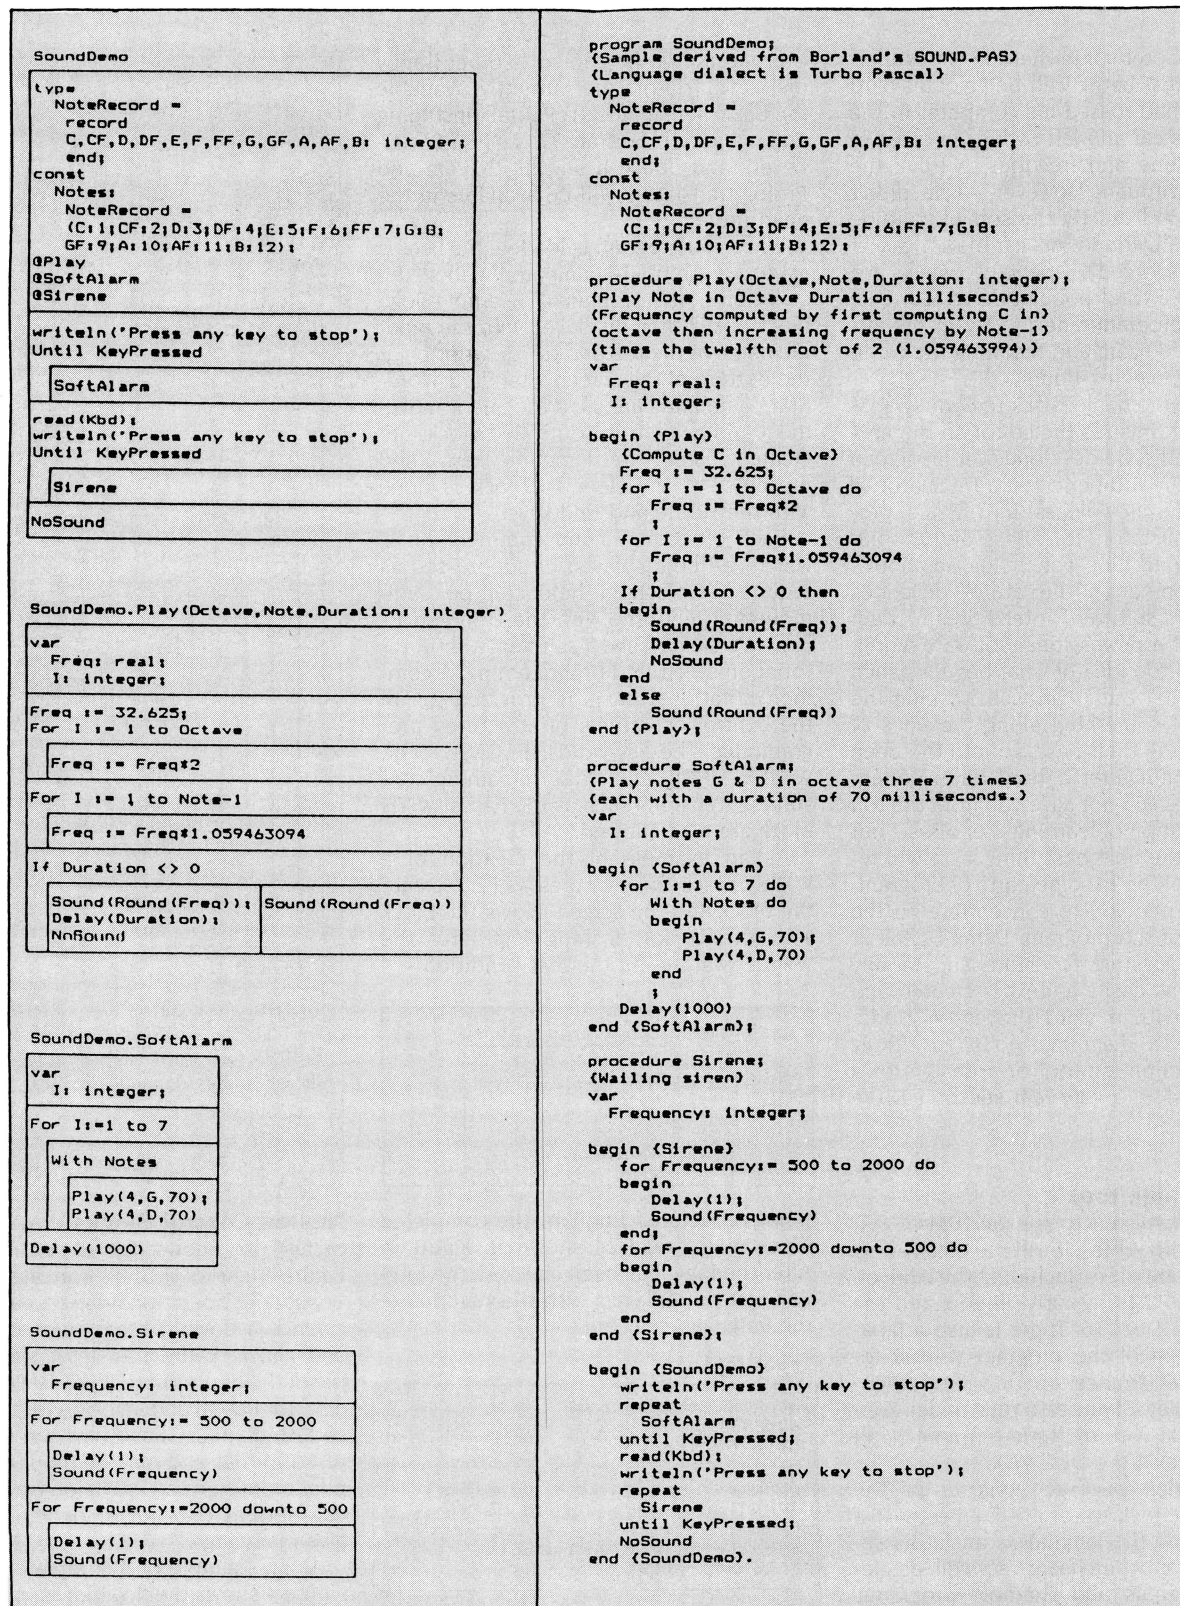 SoundDemo
type
NoteRecord =
record
C,CF,D,DF,E,F,FF,G,GF,A,AF,B: integer;
end;
const
Notes:
NoteRecord =
(C:1;CF:2;D:3;DF:4;E:5;F:6;FF:7;G:8;
GF:9;A:10;AF:11;B:12);
@Play
@SoftAlarm
@Sirene
writeln('Press any key to stop');
Until KeyPressed
SoftAlarm
read(Kbd);
writeln('Press any key to stop');
Until KeyPressed
Sirene
NoSound
SoundDemo.Play(Octave,Note,Duration: integer)
var
Freq: real;
I: integer;
Freq := 32.625;
For I := 1 to Octave
Freq := Freq*2
For I := 1 to Note-1
Freq := Freq*1.059463094
If Duration <> 0
Sound(Round(Freq)); Sound(Round(Freq))
Delay(Duration);
NoSound
SoundDemo.SoftAlarm
var
I: integer;
For I:=1 to 7
With Notes
Play(4,G,70);
Play(4,D,70)
Delay(1000)
SoundDemo.Sirene
var
Frequency: integer;
For Frequency:= 500 to 2000
Delay(1);
Sound(Frequency)
For Frequency:=2000 downto 500
Delay(1);
Sound(Frequency)
program SoundDemo;
{Sample derived from Borland's SOUND.PAS}
{Language dialect is Turbo Pascal}
type
NoteRecord =
record
C,CF,D,DF,E,F,FF,G,GF,A,AF,B: integer;
end;
const
Notes:
NoteRecord =
(C:1;CF:2;D:3;DF:4;E:5;F:6;FF:7;G:8;
GF:9;A:10;AF:11;B:12);
procedure Play(Octave,Note,Duration: integer);
{Play Note in Octave Duration milliseconds}
{Frequency computed by first computing C in}
{octave then increasing frequency by Note-1}
{times the twelfth root of 2 (1.059463994)}
var
Freq: real;
I: integer;
begin {Play}
{Compute C in Octave}
Freq := 32.625;
for I := 1 to Octave do
Freq := Freq*2
;
for I := 1 to Note-1 do
Freq := Freq*1.059463094
;
If Duration <> 0 then
begin
Sound(Round(Freq));
Delay(Duration);
NoSound
end
else
Sound(Round(Freq))
end {Play};
procedure SoftAlarm;
{Play notes G & D in octave three 7 times}
{each with a duration of 70 milliseconds.}
var
I: integer;
begin {SoftAlarm}
for I:=1 to 7 do
With Notes do
begin
Play(4,G,70);
Play(4,D,70)
end
;
Delay(1000)
end {SoftAlarm};
procedure Sirene;
{Wailing siren}
var
Frequency: integer;
begin {Sirene}
for Frequency:= 500 to 2000 do
begin
Delay(1);
Sound(Frequency)
end;
for Frequency:=2000 downto 500 do
begin
Delay(1);
Sound(Frequency)
end
end {Sirene};
begin {SoundDemo}
writeln('Press any key to stop');
repeat
SoftAlarm
until KeyPressed;
read(Kbd);
writeln('Press any key to stop');
repeat
Sirene
until KeyPressed;
NoSound
end {SoundDemo}.